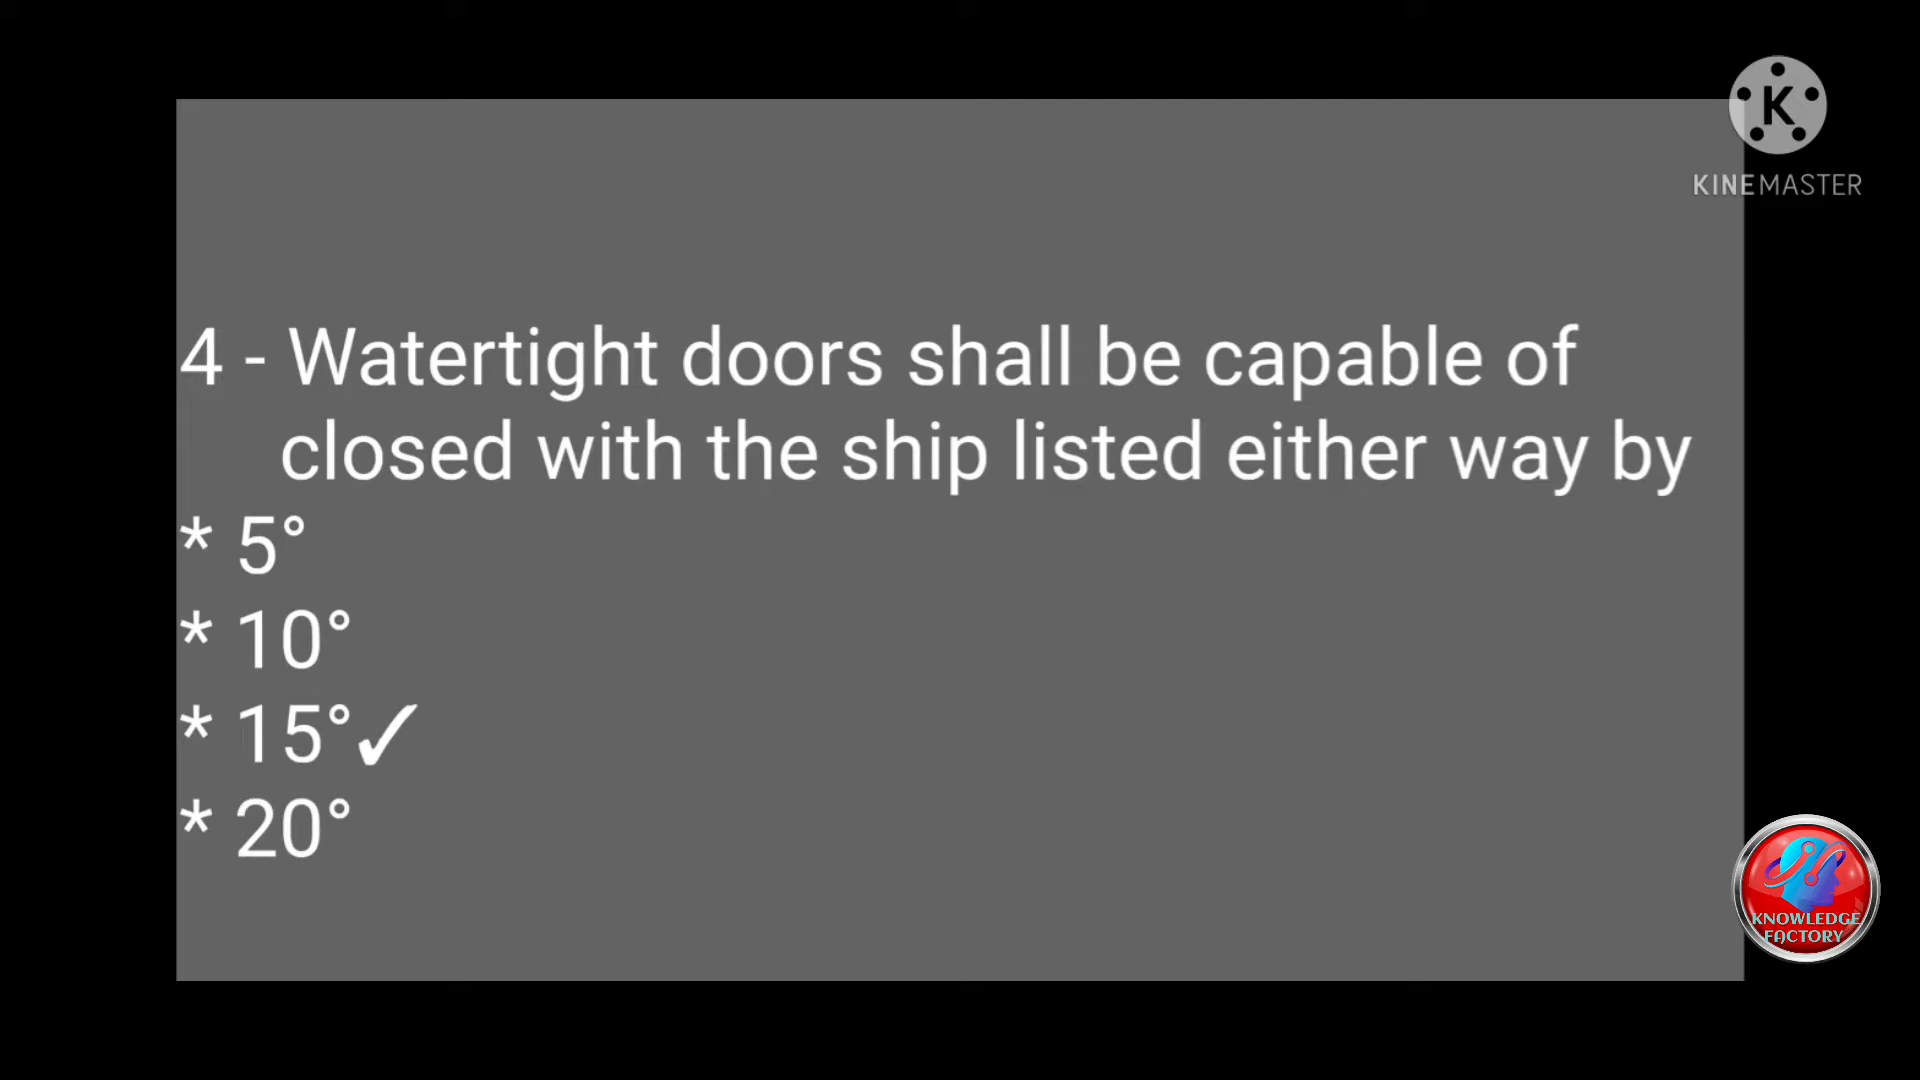 K
KINEMASTER
4 - Watertight doors shall be capable of
closed with the ship listed either way by
* 5°
* 10°
* 15°✓
* 20°
KNOWLEDGE
FACTORY